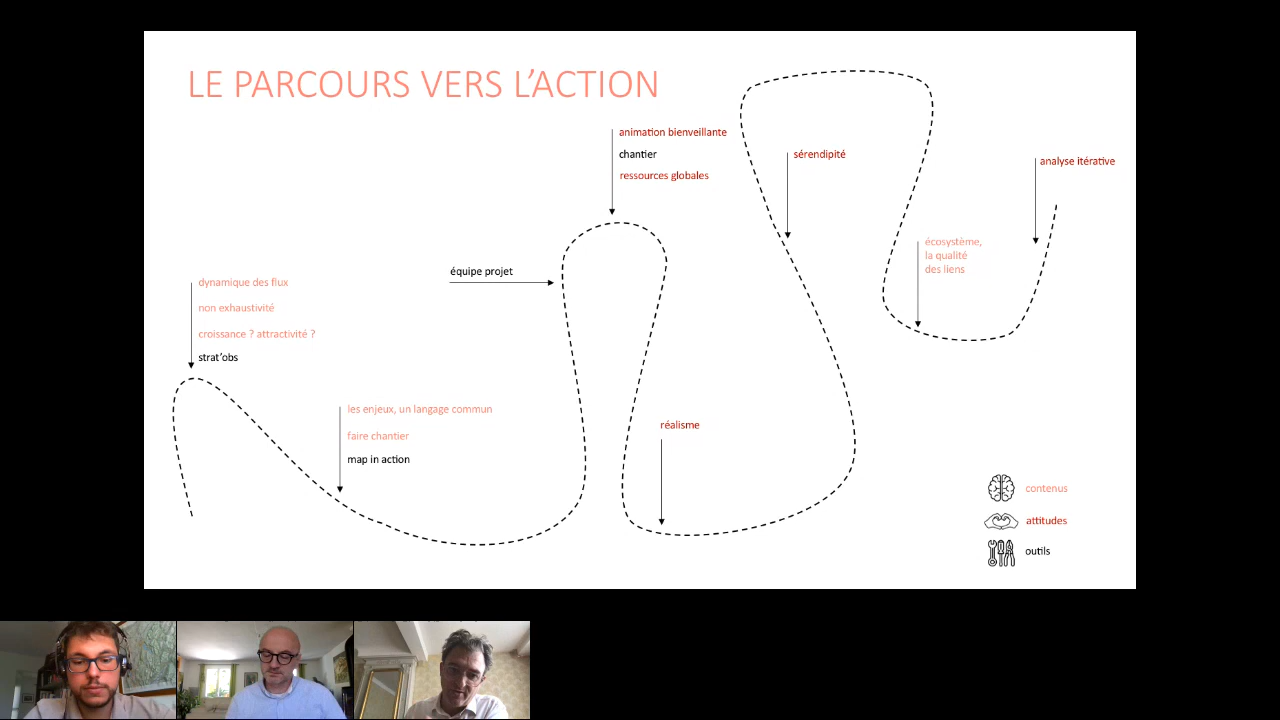 LE PARCOURS VERS L'ACTION
animation bienveillante
chantier
ressources globales
sérendipité
analyse itérative
écosystème,
la qualité
des liens
équipe projet
dynamique des flux
non exhaustivité
croissance ? attractivité ?
strat'obs
les enjeux, un langage commun
faire chantier
map in action
réalisme
contenus
attitudes
outils